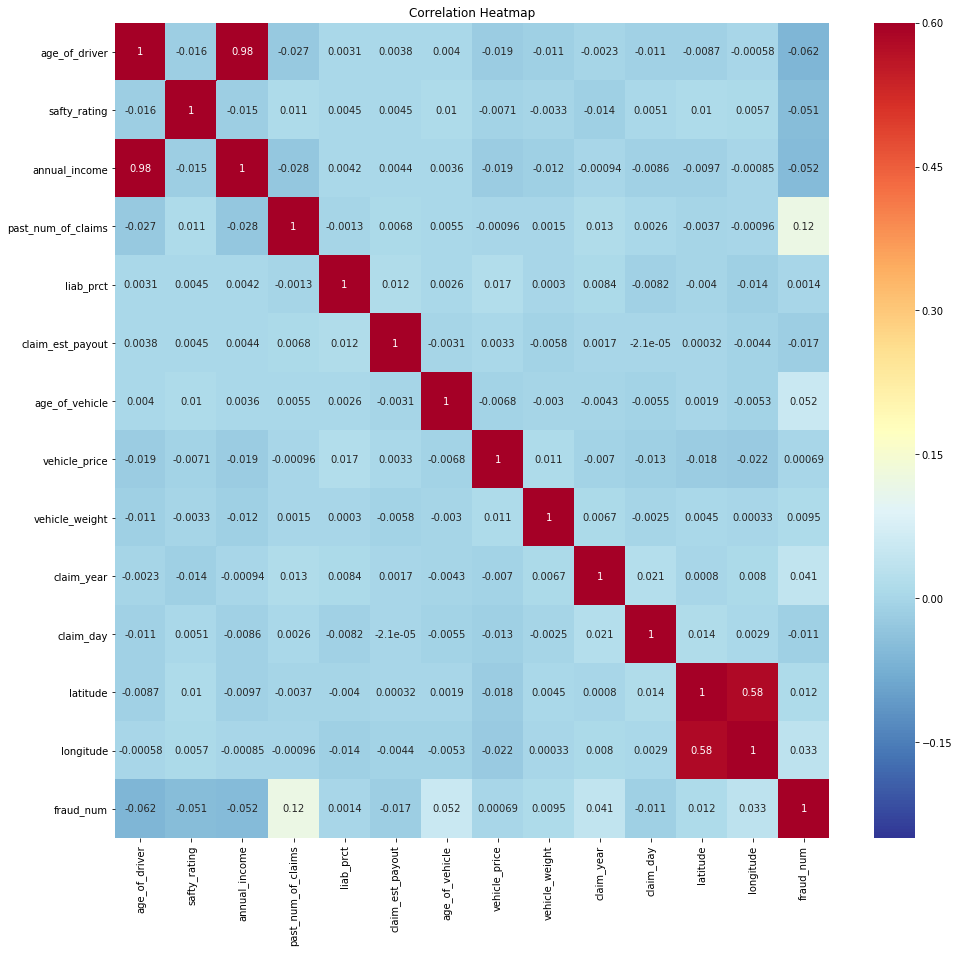 Correlation Heatmap
age_of_driver 1 -0.016 0.98 -0.027 0.0031 0.0038 0.004 -0.019 -0.011 -0.0023 -0.011 -0.0087 -0.00058 -0.062
safty_rating -0.016 1 -0.015 0.011 0.0045 0.0045 0.01 -0.0071 -0.0033 -0.014 0.0051 0.01 0.0057 -0.051
annual_income 0.98 -0.015 1 -0.028 0.0042 0.0044 0.0036 -0.019 -0.012 -0.00094 -0.0086 -0.0097 -0.00085 -0.052
past_num_of_claims -0.027 0.011 -0.028 1 -0.0013 0.0068 0.0055 -0.00096 0.0015 0.013 0.0026 -0.0037 -0.00096 0.12
liab_prct 0.0031 0.0045 0.0042 -0.0013 1 0.012 0.0026 0.017 0.0003 0.0084 -0.0082 -0.004 -0.014 0.0014
claim_est_payout 0.0038 0.0045 0.0044 0.0068 0.012 1 -0.0031 0.0033 -0.0058 0.0017 -2.1e-05 0.00032 -0.0044 -0.017
age_of_vehicle 0.004 0.01 0.0036 0.0055 0.0026 -0.0031 1 -0.0068 -0.003 -0.0043 -0.0055 0.0019 -0.0053 0.052
vehicle_price -0.019 -0.0071 -0.019 -0.00096 0.017 0.0033 -0.0068 1 0.011 -0.007 -0.013 -0.018 -0.022 0.00069
vehicle_weight -0.011 -0.0033 -0.012 0.0015 0.0003 -0.0058 -0.003 0.011 1 0.0067 -0.0025 0.0045 0.00033 0.0095
claim_year -0.0023 -0.014 -0.00094 0.013 0.0084 0.0017 -0.0043 -0.007 0.0067 1 0.021 0.0008 0.008 0.041
claim_day -0.011 0.0051 -0.0086 0.0026 -0.0082 -2.1e-05 -0.0055 -0.013 -0.0025 0.021 1 0.014 0.0029 -0.011
latitude -0.0087 0.01 -0.0097 -0.0037 -0.004 0.00032 0.0019 -0.018 0.0045 0.0008 0.014 1 0.58 0.012
longitude -0.00058 0.0057 -0.00085 -0.00096 -0.014 -0.0044 -0.0053 -0.022 0.00033 0.008 0.0029 0.58 1 0.033
fraud_num -0.062 -0.051 -0.052 0.12 0.0014 -0.017 0.052 0.00069 0.0095 0.041 -0.011 0.012 0.033 1
age_of_driver safty_rating annual_income past_num_of_claims liab_prct claim_est_payout age_of_vehicle vehicle_price vehicle_weight claim_year claim_day latitude longitude fraud_num
0.60
0.45
0.30
0.15
0.00
−0.15